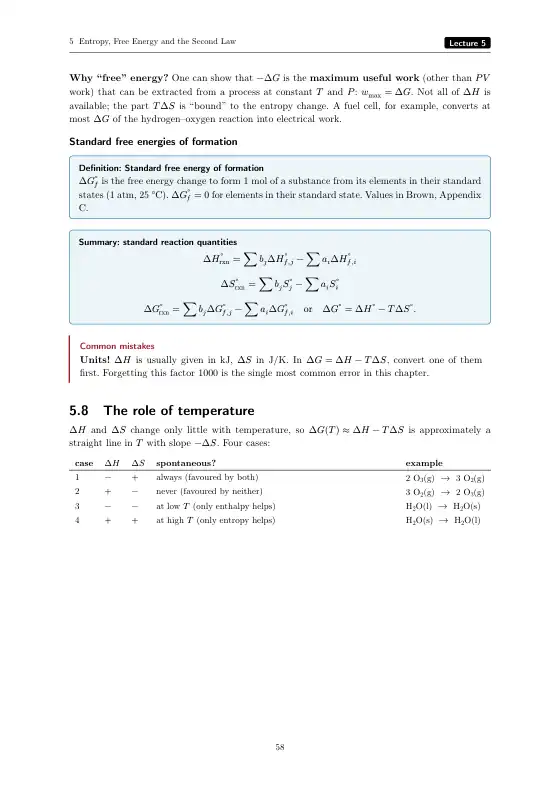 5 Entropy, Free Energy and the Second Law
Lecture 5
Why “free” energy? One can show that −ΔG is the maximum useful work (other than PV
work) that can be extracted from a process at constant T and P: w_max = ΔG. Not all of ΔH is
available; the part TΔS is “bound” to the entropy change. A fuel cell, for example, converts at
most ΔG of the hydrogen–oxygen reaction into electrical work.
Standard free energies of formation
Definition: Standard free energy of formation
ΔG°_f is the free energy change to form 1 mol of a substance from its elements in their standard
states (1 atm, 25 °C). ΔG°_f = 0 for elements in their standard state. Values in Brown, Appendix
C.
Summary: standard reaction quantities
ΔH°_rxn = ∑ b_jΔH°_f,j − ∑ a_iΔH°_f,i
ΔS°_rxn = ∑ b_jS°_j − ∑ a_iS°_i
ΔG°_rxn = ∑ b_jΔG°_f,j − ∑ a_iΔG°_f,i or ΔG° = ΔH° − TΔS°.
Common mistakes
Units! ΔH is usually given in kJ, ΔS in J/K. In ΔG = ΔH − TΔS, convert one of them
first. Forgetting this factor 1000 is the single most common error in this chapter.
5.8 The role of temperature
ΔH and ΔS change only little with temperature, so ΔG(T) ≈ ΔH − TΔS is approximately a
straight line in T with slope −ΔS. Four cases:
case ΔH ΔS spontaneous? example
1 − + always (favoured by both) 2 O₃(g) → 3 O₂(g)
2 + − never (favoured by neither) 3 O₂(g) → 2 O₃(g)
3 − − at low T (only enthalpy helps) H₂O(l) → H₂O(s)
4 + + at high T (only entropy helps) H₂O(s) → H₂O(l)
58